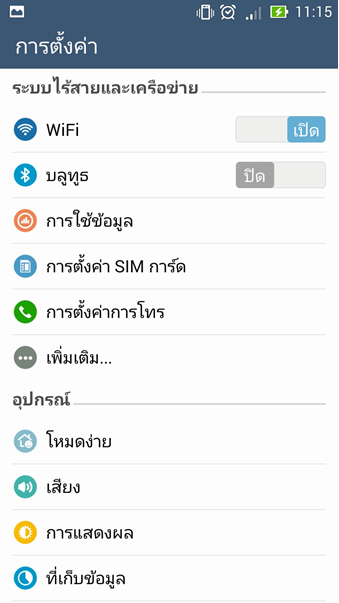 11:15
การตั้งค่า
ระบบไร้สายและเครือข่าย
WiFi เปิด
บลูทูธ ปิด
การใช้ข้อมูล
การตั้งค่า SIM การ์ด
การตั้งค่าการโทร
เพิ่มเติม...
อุปกรณ์
โหมดง่าย
เสียง
การแสดงผล
ที่เก็บข้อมูล